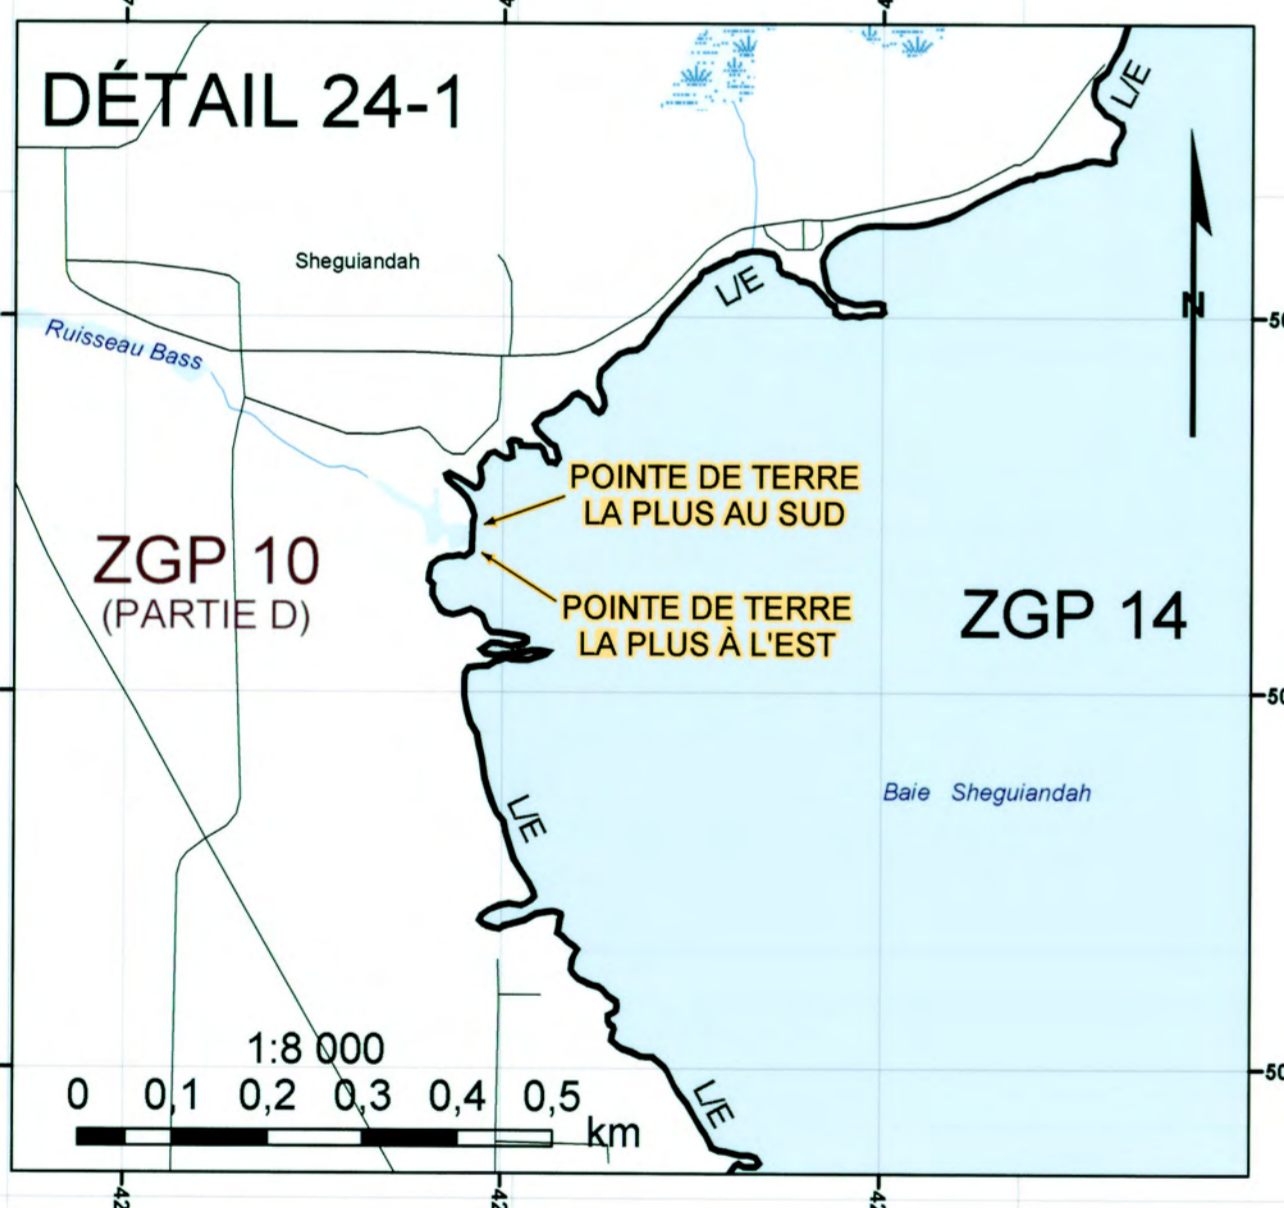 DÉTAIL 24-1
L/E
Sheguiandah
L/E
N
Ruisseau Bass
POINTE DE TERRE
LA PLUS AU SUD
ZGP 10
(PARTIE D)
POINTE DE TERRE
LA PLUS À L'EST
ZGP 14
Baie Sheguiandah
L/E
1:8 000
0 0,1 0,2 0,3 0,4 0,5
km
L/E